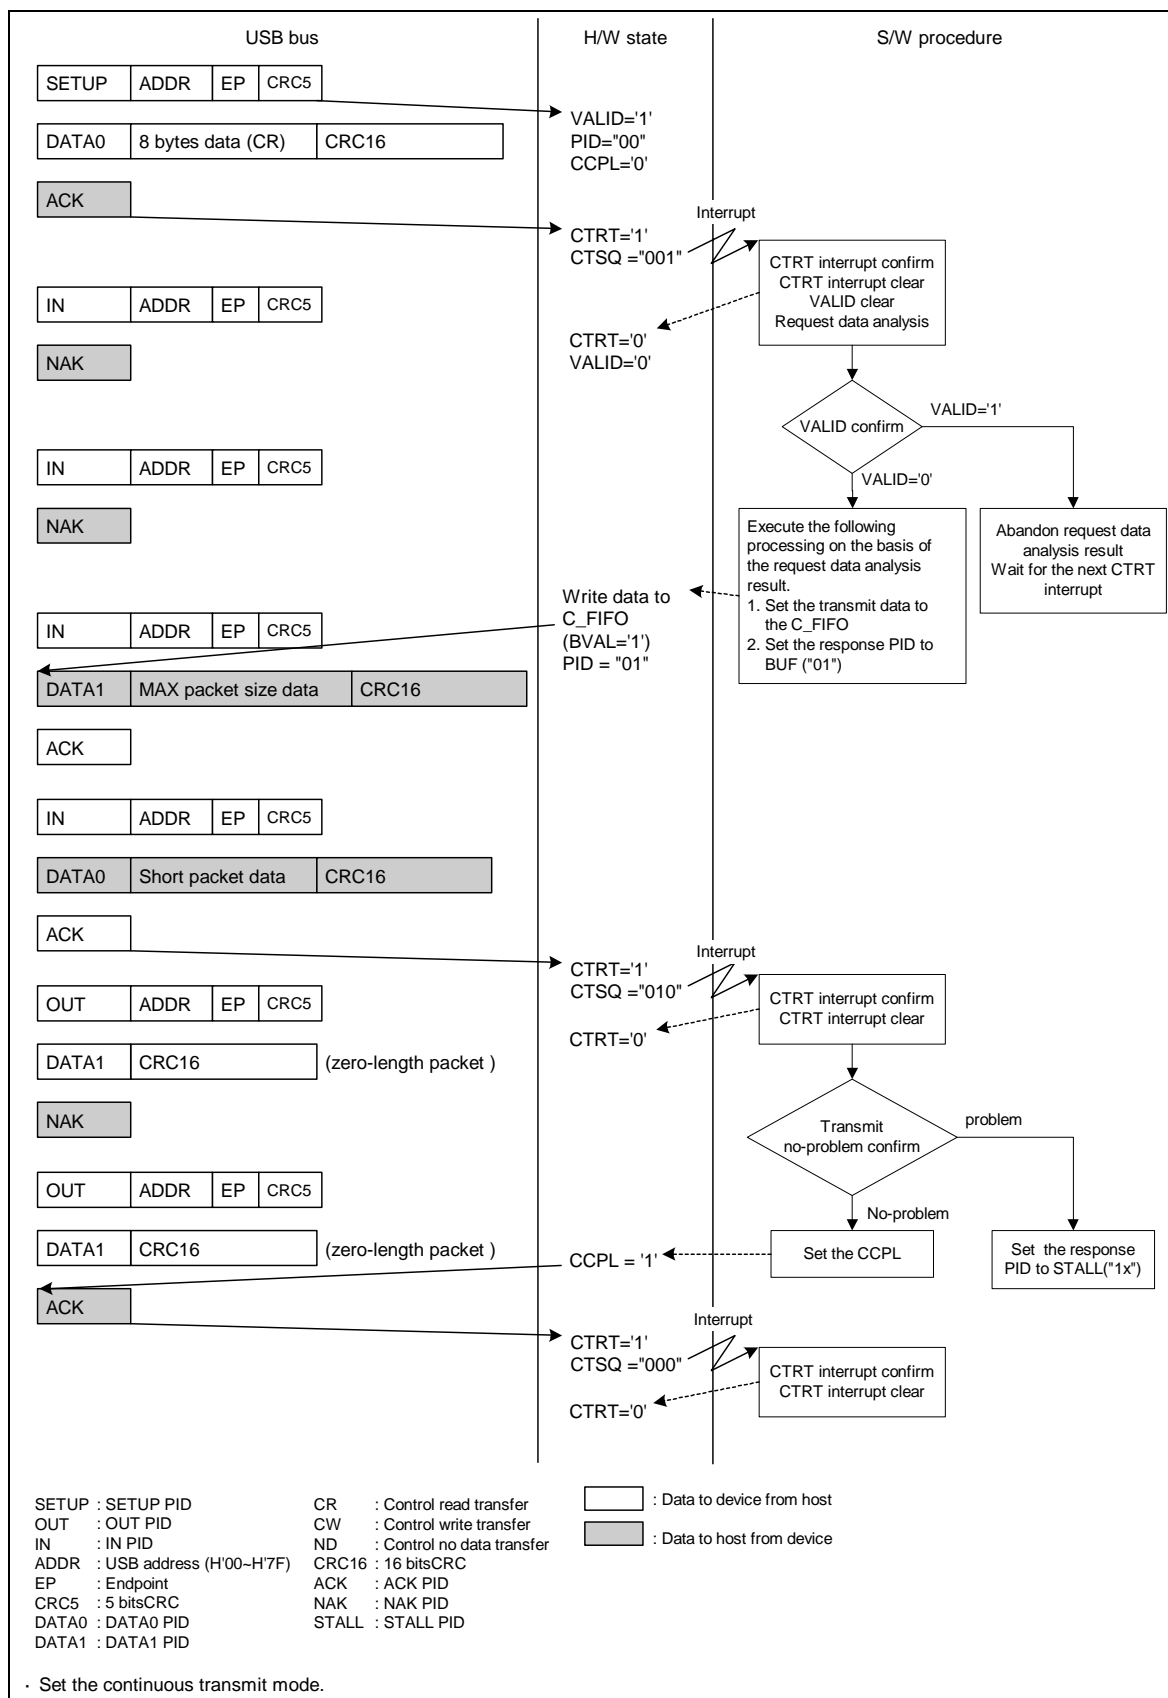 USB bus
H/W state
S/W procedure
SETUP ADDR EP CRC5
DATA0 8 bytes data (CR) CRC16
VALID='1'
PID="00"
CCPL='0'
ACK
CTRT='1'
CTSQ ="001"
Interrupt
CTRT interrupt confirm
CTRT interrupt clear
VALID clear
Request data analysis
IN ADDR EP CRC5
CTRT='0'
VALID='0'
NAK
VALID confirm
VALID='1'
VALID='0'
IN ADDR EP CRC5
NAK
Execute the following
processing on the basis of
the request data analysis
result.
1. Set the transmit data to
the C_FIFO
2. Set the response PID to
BUF ("01")
Abandon request data
analysis result
Wait for the next CTRT
interrupt
Write data to
C_FIFO
(BVAL='1')
PID = "01"
IN ADDR EP CRC5
DATA1 MAX packet size data CRC16
ACK
IN ADDR EP CRC5
DATA0 Short packet data CRC16
ACK
CTRT='1'
CTSQ ="010"
Interrupt
CTRT interrupt confirm
CTRT interrupt clear
OUT ADDR EP CRC5
CTRT='0'
DATA1 CRC16 (zero-length packet )
NAK
Transmit
no-problem confirm
problem
No-problem
OUT ADDR EP CRC5
DATA1 CRC16 (zero-length packet )
CCPL = '1'
Set the CCPL
Set the response
PID to STALL("1x")
ACK
CTRT='1'
CTSQ ="000"
Interrupt
CTRT interrupt confirm
CTRT interrupt clear
CTRT='0'
SETUP : SETUP PID
OUT : OUT PID
IN : IN PID
ADDR : USB address (H'00~H'7F)
EP : Endpoint
CRC5 : 5 bitsCRC
DATA0 : DATA0 PID
DATA1 : DATA1 PID
CR : Control read transfer
CW : Control write transfer
ND : Control no data transfer
CRC16 : 16 bitsCRC
ACK : ACK PID
NAK : NAK PID
STALL : STALL PID
: Data to device from host
: Data to host from device
· Set the continuous transmit mode.